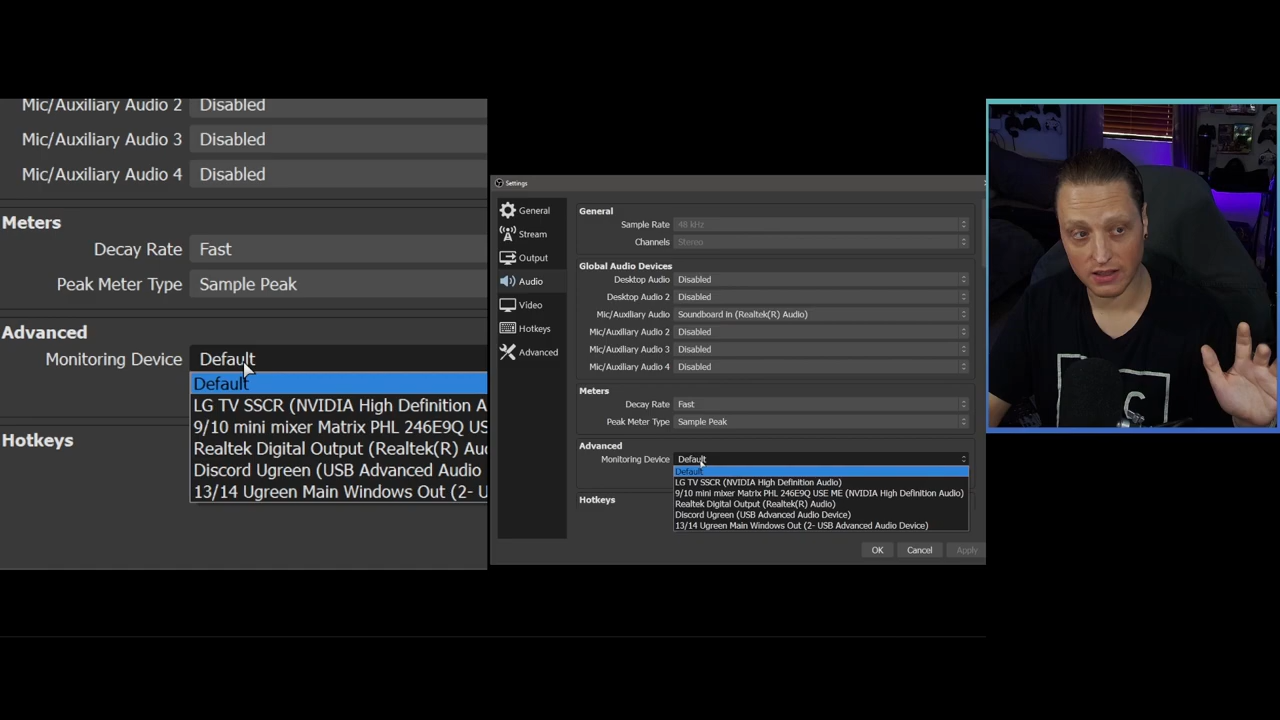 Mic/Auxiliary Audio 2 Disabled
Mic/Auxiliary Audio 3 Disabled
Mic/Auxiliary Audio 4 Disabled
Meters
Decay Rate Fast
Peak Meter Type Sample Peak
Advanced
Monitoring Device Default
Default
LG TV SSCR (NVIDIA High Definition A
9/10 mini mixer Matrix PHL 246E9Q US
Realtek Digital Output (Realtek(R) Au
Discord Ugreen (USB Advanced Audio
13/14 Ugreen Main Windows Out (2- U
Hotkeys
Settings
General
Stream
Output
Audio
Video
Hotkeys
Advanced
General
Sample Rate 48 kHz
Channels Stereo
Global Audio Devices
Desktop Audio Disabled
Desktop Audio 2 Disabled
Mic/Auxiliary Audio Soundboard in (Realtek(R) Audio)
Mic/Auxiliary Audio 2 Disabled
Mic/Auxiliary Audio 3 Disabled
Mic/Auxiliary Audio 4 Disabled
Meters
Decay Rate Fast
Peak Meter Type Sample Peak
Advanced
Monitoring Device Default
Default
LG TV SSCR (NVIDIA High Definition Audio)
9/10 mini mixer Matrix PHL 246E9Q USE ME (NVIDIA High Definition Audio)
Realtek Digital Output (Realtek(R) Audio)
Discord Ugreen (USB Advanced Audio Device)
13/14 Ugreen Main Windows Out (2- USB Advanced Audio Device)
Hotkeys
OK Cancel Apply